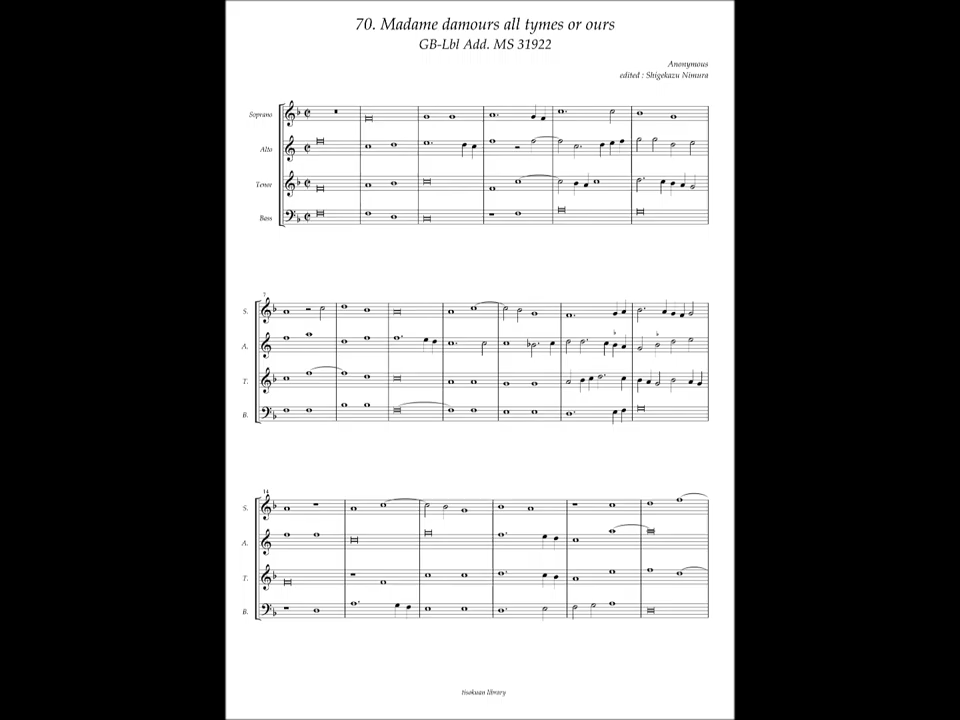 70. Madame damours all tymes or ours
GB-Lbl Add. MS 31922
Anonymous
edited : Shigekazu Nimura
Soprano
Alto
Tenor
Bass
7
S.
A.
T.
B.
14
S.
A.
T.
B.
tisokuan library